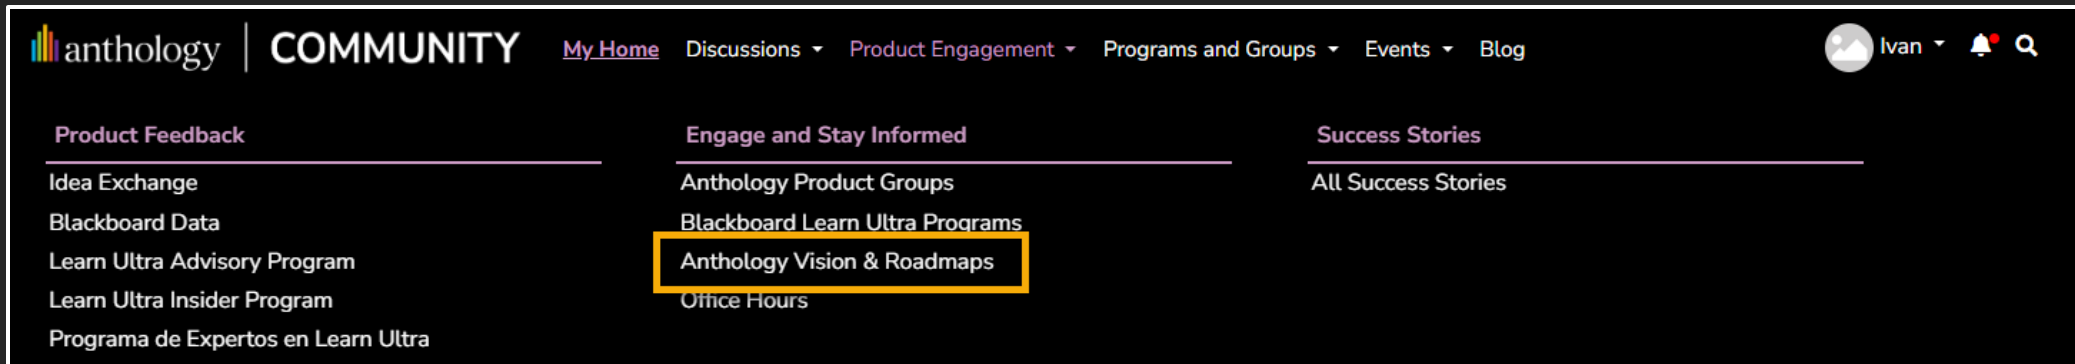 anthology | COMMUNITY My Home Discussions Product Engagement Programs and Groups Events Blog Ivan
Product Feedback
Idea Exchange
Blackboard Data
Learn Ultra Advisory Program
Learn Ultra Insider Program
Programa de Expertos en Learn Ultra
Engage and Stay Informed
Anthology Product Groups
Blackboard Learn Ultra Programs
Anthology Vision & Roadmaps
Office Hours
Success Stories
All Success Stories